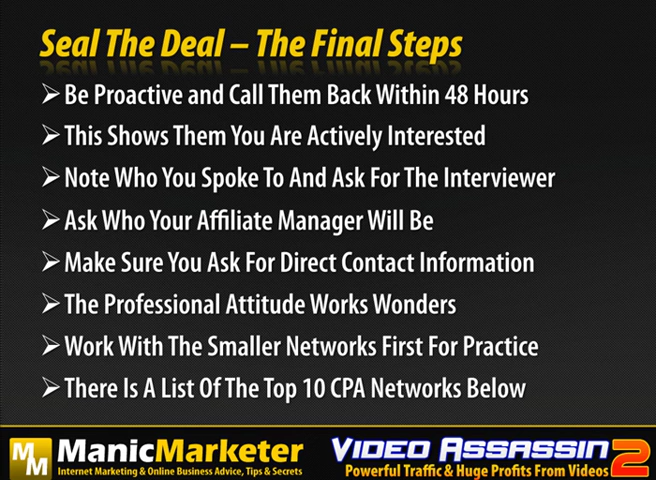 Seal The Deal – The Final Steps
Be Proactive and Call Them Back Within 48 Hours
This Shows Them You Are Actively Interested
Note Who You Spoke To And Ask For The Interviewer
Ask Who Your Affiliate Manager Will Be
Make Sure You Ask For Direct Contact Information
The Professional Attitude Works Wonders
Work With The Smaller Networks First For Practice
There Is A List Of The Top 10 CPA Networks Below
MM ManicMarketer
Internet Marketing & Online Business Advice, Tips & Secrets
Video Assassin 2
Powerful Traffic & Huge Profits From Videos